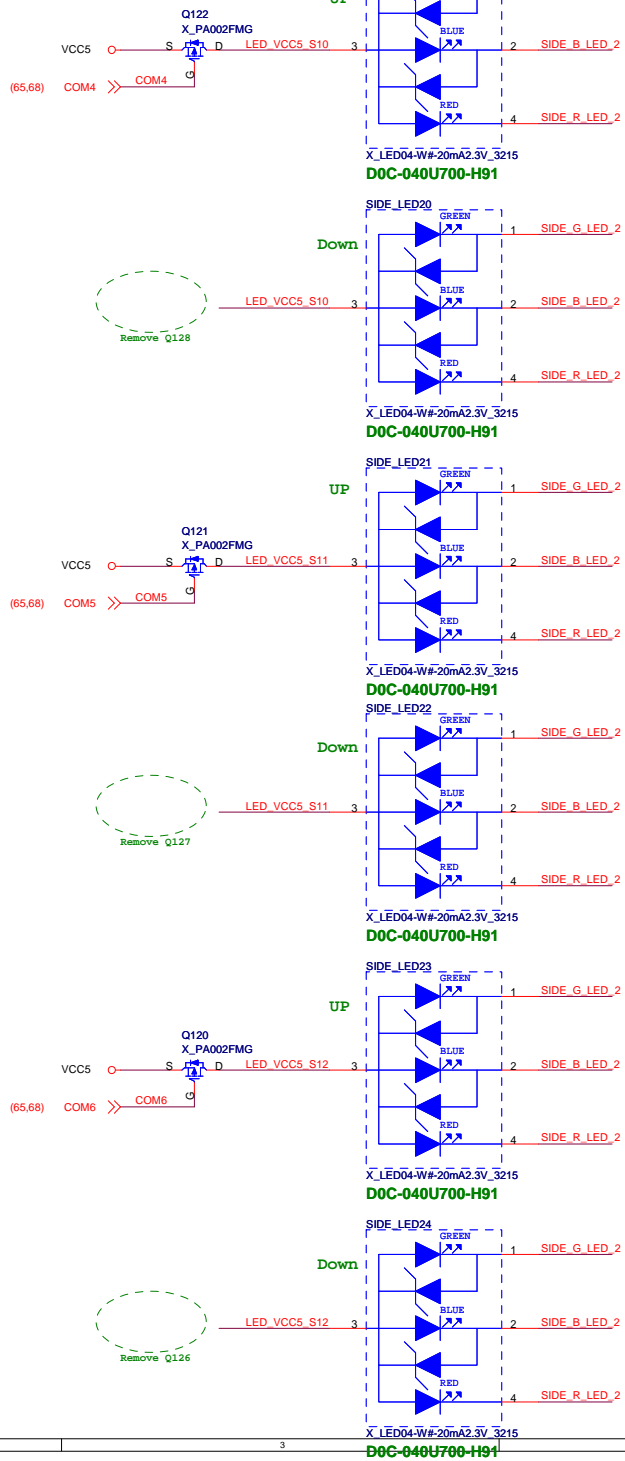 UP
Q122
X_PA002FMG
VCC5
S
D
G
LED_VCC5_S10
3
BLUE
2
SIDE_B_LED_2
(65,68)
COM4
COM4
RED
4
SIDE_R_LED_2
X_LED04-W#-20mA2.3V_3215
D0C-040U700-H91
SIDE_LED20
GREEN
1
SIDE_G_LED_2
Down
BLUE
LED_VCC5_S10
3
2
SIDE_B_LED_2
Remove Q128
RED
4
SIDE_R_LED_2
X_LED04-W#-20mA2.3V_3215
D0C-040U700-H91
SIDE_LED21
GREEN
1
SIDE_G_LED_2
UP
Q121
X_PA002FMG
VCC5
S
D
G
LED_VCC5_S11
3
BLUE
2
SIDE_B_LED_2
(65,68)
COM5
COM5
RED
4
SIDE_R_LED_2
X_LED04-W#-20mA2.3V_3215
D0C-040U700-H91
SIDE_LED22
GREEN
1
SIDE_G_LED_2
Down
BLUE
LED_VCC5_S11
3
2
SIDE_B_LED_2
Remove Q127
RED
4
SIDE_R_LED_2
X_LED04-W#-20mA2.3V_3215
D0C-040U700-H91
SIDE_LED23
GREEN
1
SIDE_G_LED_2
UP
Q120
X_PA002FMG
VCC5
S
D
G
LED_VCC5_S12
3
BLUE
2
SIDE_B_LED_2
(65,68)
COM6
COM6
RED
4
SIDE_R_LED_2
X_LED04-W#-20mA2.3V_3215
D0C-040U700-H91
SIDE_LED24
GREEN
1
SIDE_G_LED_2
Down
BLUE
LED_VCC5_S12
3
2
SIDE_B_LED_2
Remove Q126
RED
4
SIDE_R_LED_2
X_LED04-W#-20mA2.3V_3215
3
D0C-040U700-H91